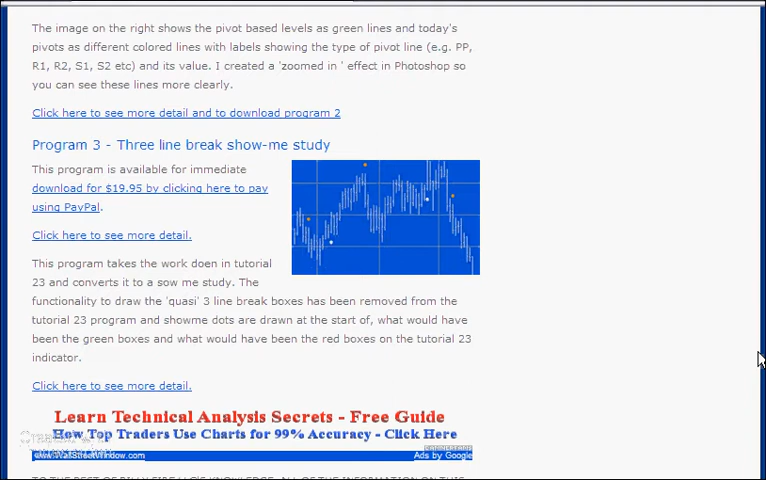 The image on the right shows the pivot based levels as green lines and today's
pivots as different colored lines with labels showing the type of pivot line (e.g. PP,
R1, R2, S1, S2 etc) and its value. I created a 'zoomed in ' effect in Photoshop so
you can see these lines more clearly.
Click here to see more detail and to download program 2
Program 3 - Three line break show-me study
This program is available for immediate
download for $19.95 by clicking here to pay
using PayPal.
Click here to see more detail.
This program takes the work doen in tutorial
23 and converts it to a sow me study. The
functionality to draw the 'quasi' 3 line break boxes has been removed from the
tutorial 23 program and showme dots are drawn at the start of, what would have
been the green boxes and what would have been the red boxes on the tutorial 23
indicator.
Click here to see more detail.
Learn Technical Analysis Secrets - Free Guide
How Top Traders Use Charts for 99% Accuracy - Click Here
www.WallStreetWindow.com Ads by Google